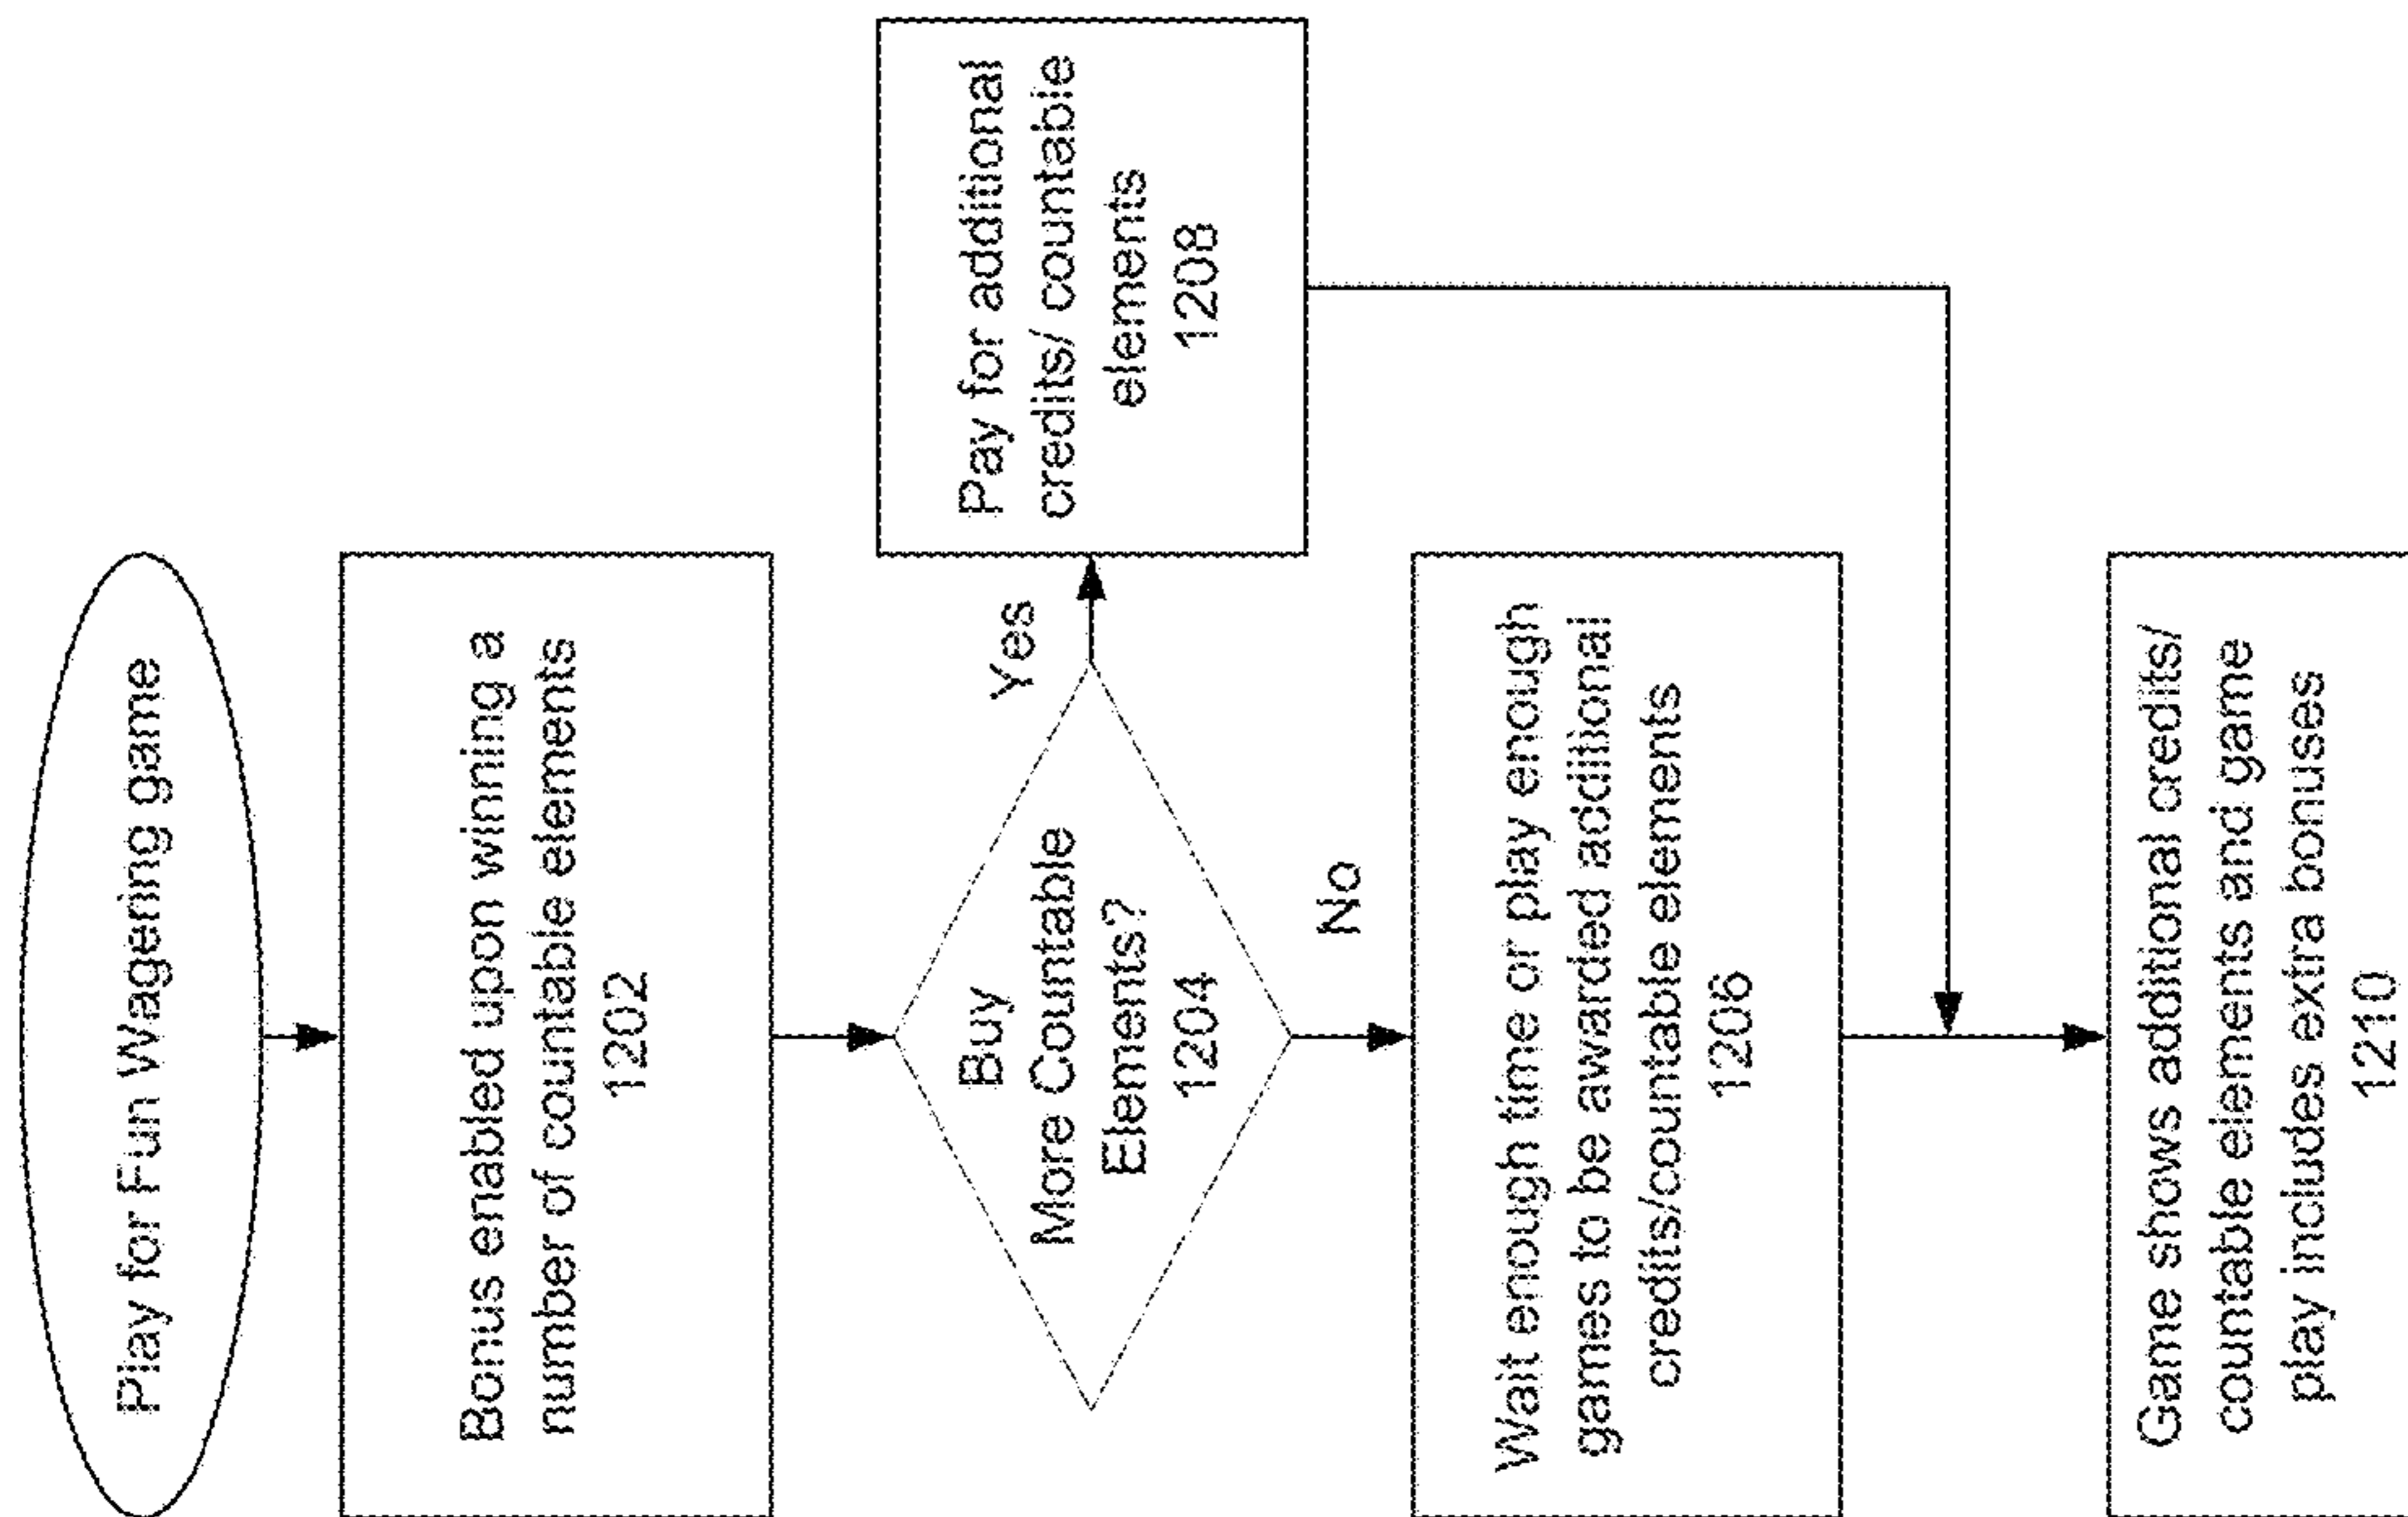 Play for Fun Wagering game
Bonus enabled upon winning a
number of countable elements
1202
Buy
More Countable
Elements?
1204
Yes
Pay for additional
credits/ countable
elements
1208
No
Wait enough time or play enough
games to be awarded additional
credits/countable elements
1206
Game shows additional credits/
countable elements and game
play includes extra bonuses
1210